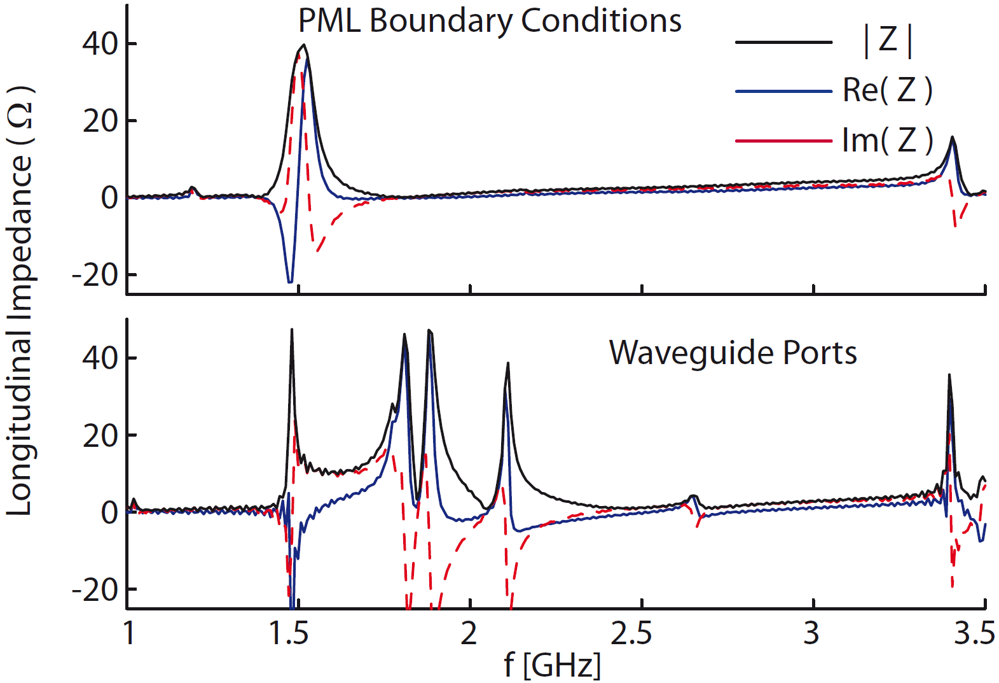 PML Boundary Conditions
| Z |
Re( Z )
Im( Z )
40
20
0
-20
Longitudinal Impedance ( Ω )
Waveguide Ports
40
20
0
-20
1 1.5 2 2.5 3 3.5
f [GHz]